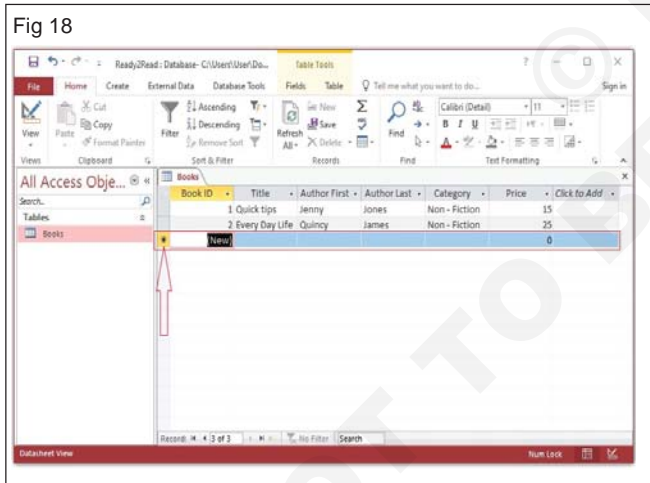 Fig 18
Ready2Read : Database- C:\Users\User\Do... Table Tools
File Home Create External Data Database Tools Fields Table Tell me what you want to do... Sign in
View Paste Cut Copy Format Painter
Filter Ascending Descending Remove Sort
Refresh All New Save Delete
Find
Calibri (Detail) 11
B I U
Views Clipboard Sort & Filter Records Find Text Formatting
All Access Obje...
Search..
Tables
Books
Books
Book ID Title Author First Author Last Category Price Click to Add
1 Quick tips Jenny Jones Non - Fiction 15
2 Every Day Life Quincy James Non - Fiction 25
(New) 0
Record: 3 of 3 No Filter Search
Datasheet View Num Lock